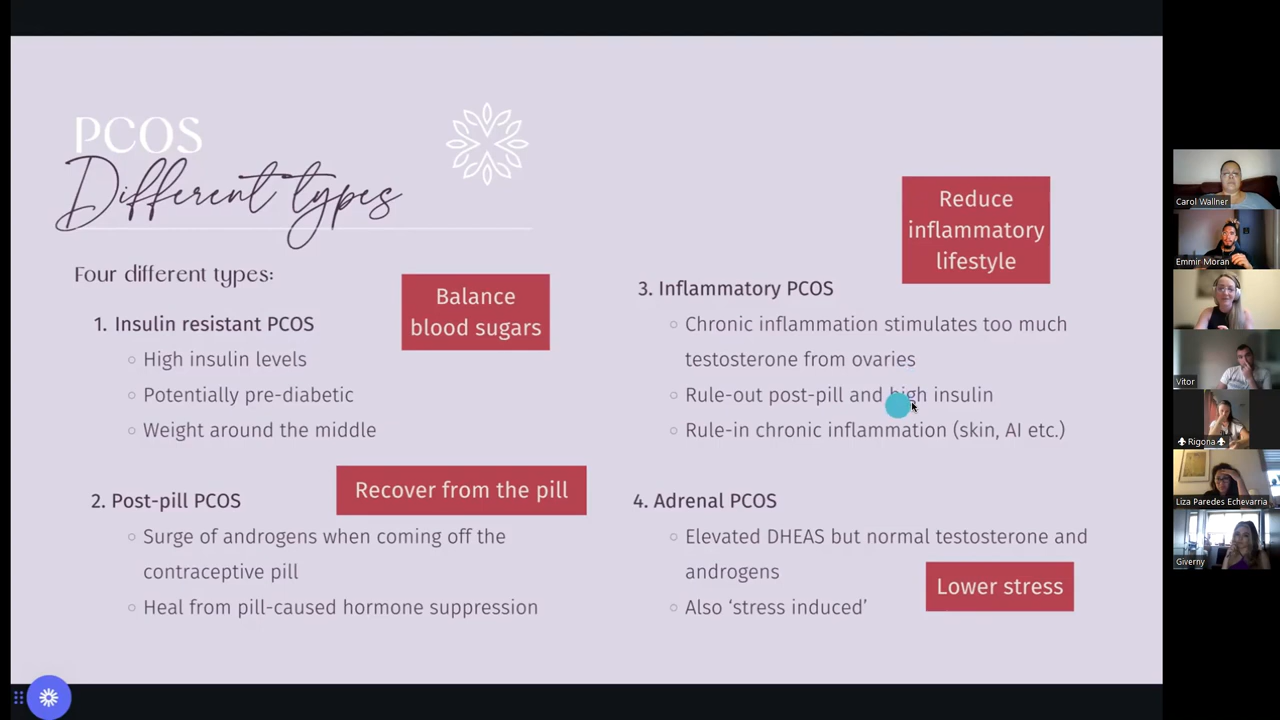 PCOS
Different types
Four different types:
1. Insulin resistant PCOS
○ High insulin levels
○ Potentially pre-diabetic
○ Weight around the middle
Balance
blood sugars
2. Post-pill PCOS
○ Surge of androgens when coming off the
contraceptive pill
○ Heal from pill-caused hormone suppression
Recover from the pill
3. Inflammatory PCOS
○ Chronic inflammation stimulates too much
testosterone from ovaries
○ Rule-out post-pill and high insulin
○ Rule-in chronic inflammation (skin, AI etc.)
Reduce
inflammatory
lifestyle
4. Adrenal PCOS
○ Elevated DHEAS but normal testosterone and
androgens
○ Also ‘stress induced’
Lower stress
Carol Wallner
Emmir Moran
Vitor
Rigona
Liza Paredes Echevarria
Giverny